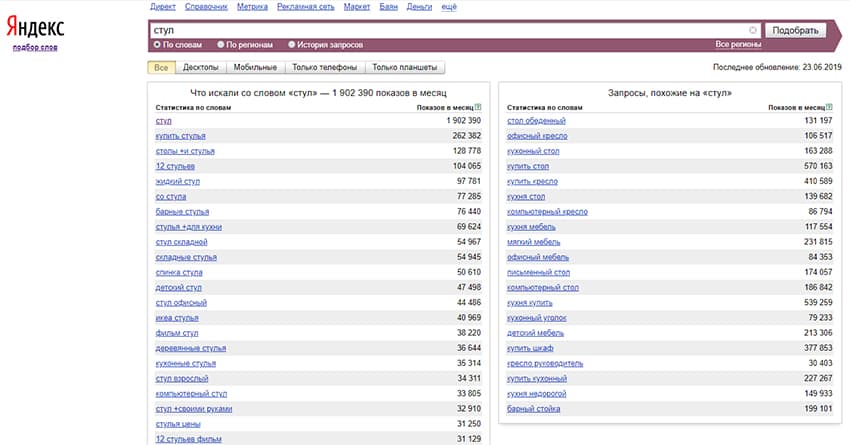 Директ Справочник Метрика Рекламная сеть Маркет Баян Деньги ещё
Яндекс
подбор слов
стул
Подобрать
По словам По регионам История запросов Все регионы
Все Десктопы Мобильные Только телефоны Только планшеты
Последнее обновление: 23.06.2019
Что искали со словом «стул» — 1 902 390 показов в месяц
Статистика по словам Показов в месяц ?
стул 1 902 390
купить стулья 262 382
столы +и стулья 128 778
12 стульев 104 065
жидкий стул 97 781
со стула 77 285
барные стулья 76 440
стулья +для кухни 69 624
стул складной 54 967
складные стулья 54 945
спинка стула 50 610
детский стул 47 498
стул офисный 44 486
икеа стулья 40 969
фильм стул 38 220
деревянные стулья 36 644
кухонные стулья 35 314
стул взрослый 34 311
компьютерный стул 33 805
стул +своими руками 32 910
стулья цены 31 250
12 стульев фильм 31 129
Запросы, похожие на «стул»
Статистика по словам Показов в месяц ?
стол обеденный 131 197
офисный кресло 106 517
кухонный стол 163 288
купить стол 570 163
купить кресло 410 589
кухня стол 139 682
компьютерный кресло 86 794
кухня мебель 117 554
мягкий мебель 231 815
офисный мебель 84 353
письменный стол 174 057
компьютерный стол 186 842
кухня купить 539 259
кухонный уголок 79 233
детский мебель 213 306
купить шкаф 377 853
кресло руководитель 30 403
купить кухонный 227 267
кухня недорогой 149 933
барный стойка 199 101